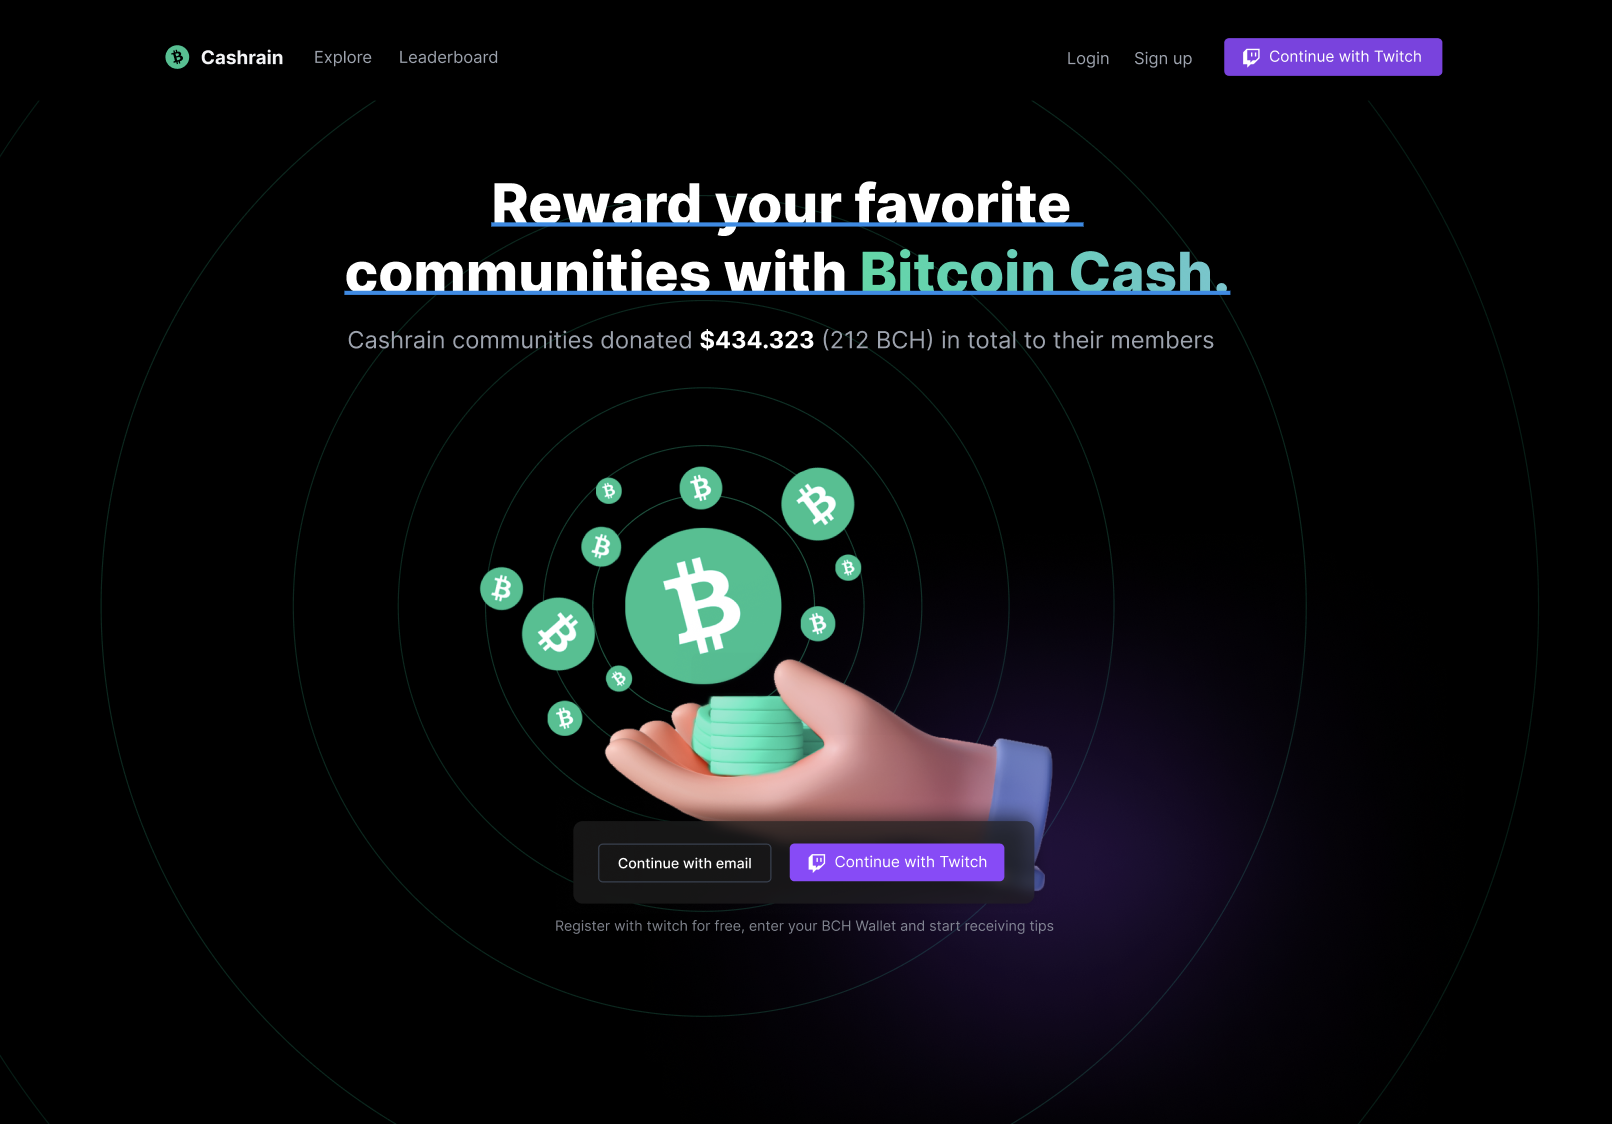 Cashrain Explore Leaderboard Login Sign up Continue with Twitch
Reward your favorite
communities with Bitcoin Cash.
Cashrain communities donated $434.323 (212 BCH) in total to their members
Continue with email Continue with Twitch
Register with twitch for free, enter your BCH Wallet and start receiving tips